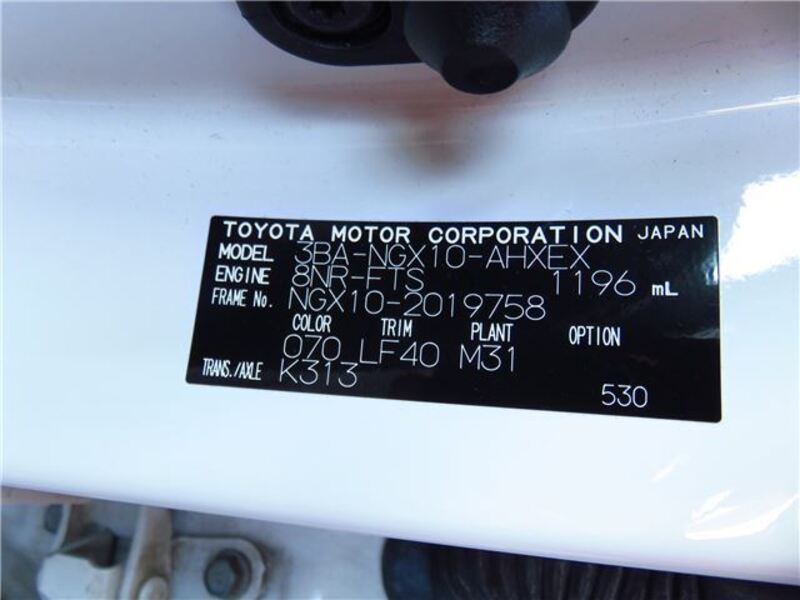 TOYOTA MOTOR CORPORATION JAPAN
MODEL 3BA-NGX10-AHXEX
ENGINE 8NR-FTS 1196 mL
FRAME No. NGX10-2019758
COLOR TRIM PLANT OPTION
070 LF40 M31
TRANS./AXLE K313
530